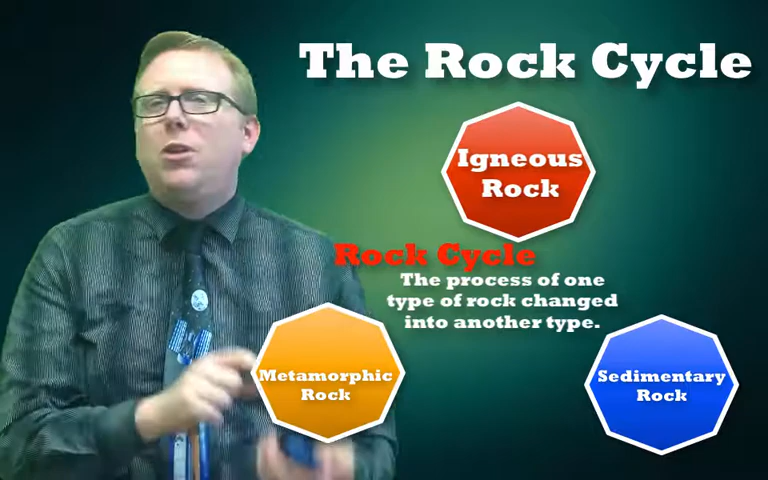 The Rock Cycle
Igneous
Rock
Rock Cycle
The process of one
type of rock changed
into another type.
Metamorphic
Rock
Sedimentary
Rock